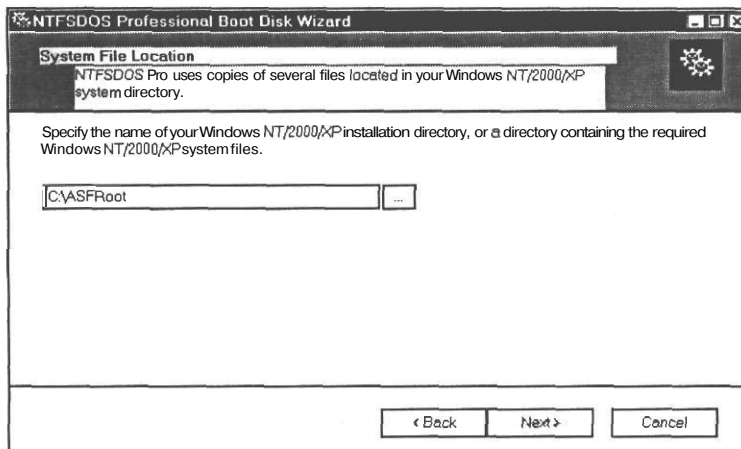 NTFSDOS Professional Boot Disk Wizard
System File Location
NTFSDOS Pro uses copies of several files located in your Windows NT/2000/XP
system directory.
Specify the name of your Windows NT/2000/XP installation directory, or a directory containing the required
Windows NT/2000/XP system files.
C:\ASFRoot
...
< Back
Next >
Cancel